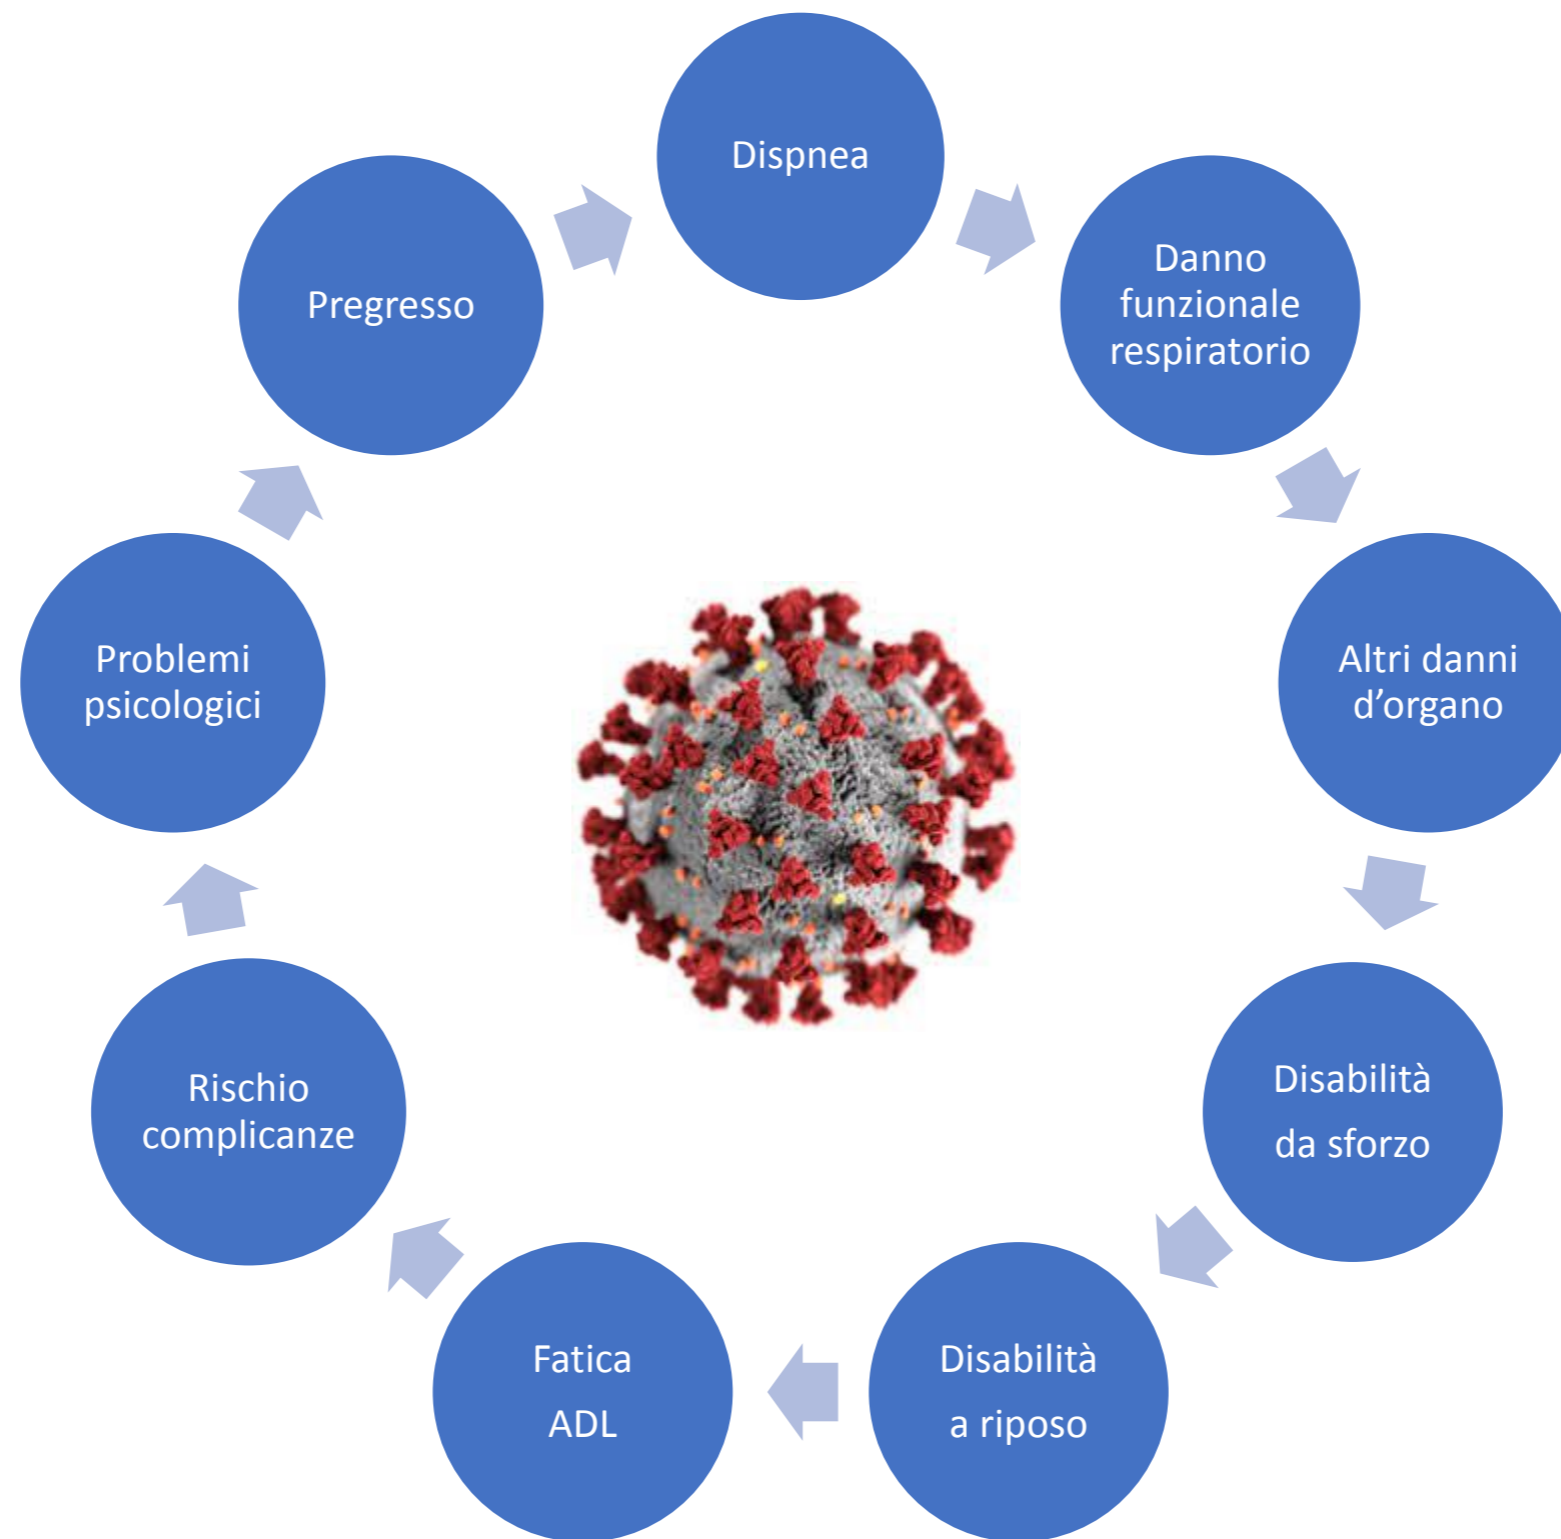 Dispnea
Danno
funzionale
respiratorio
Altri danni
d’organo
Disabilità
da sforzo
Disabilità
a riposo
Fatica
ADL
Rischio
complicanze
Problemi
psicologici
Pregresso